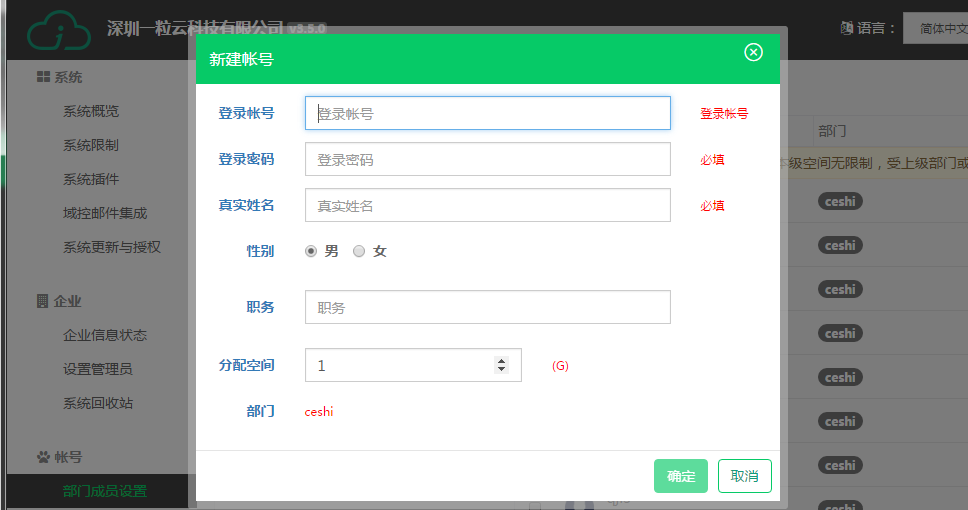 深圳一粒云科技有限公司 v3.5.0
语言：
简体中文
系统
系统概览
系统限制
系统插件
域控邮件集成
系统更新与授权
企业
企业信息状态
设置管理员
系统回收站
帐号
部门成员设置
新建帐号
登录帐号 登录帐号 登录帐号
登录密码 登录密码 必填
真实姓名 真实姓名 必填
性别 男 女
职务 职务
分配空间 1 (G)
部门 ceshi
确定 取消
部门
级空间无限制，受上级部门或
ceshi
ceshi
ceshi
ceshi
ceshi
ceshi
ceshi
ceshi